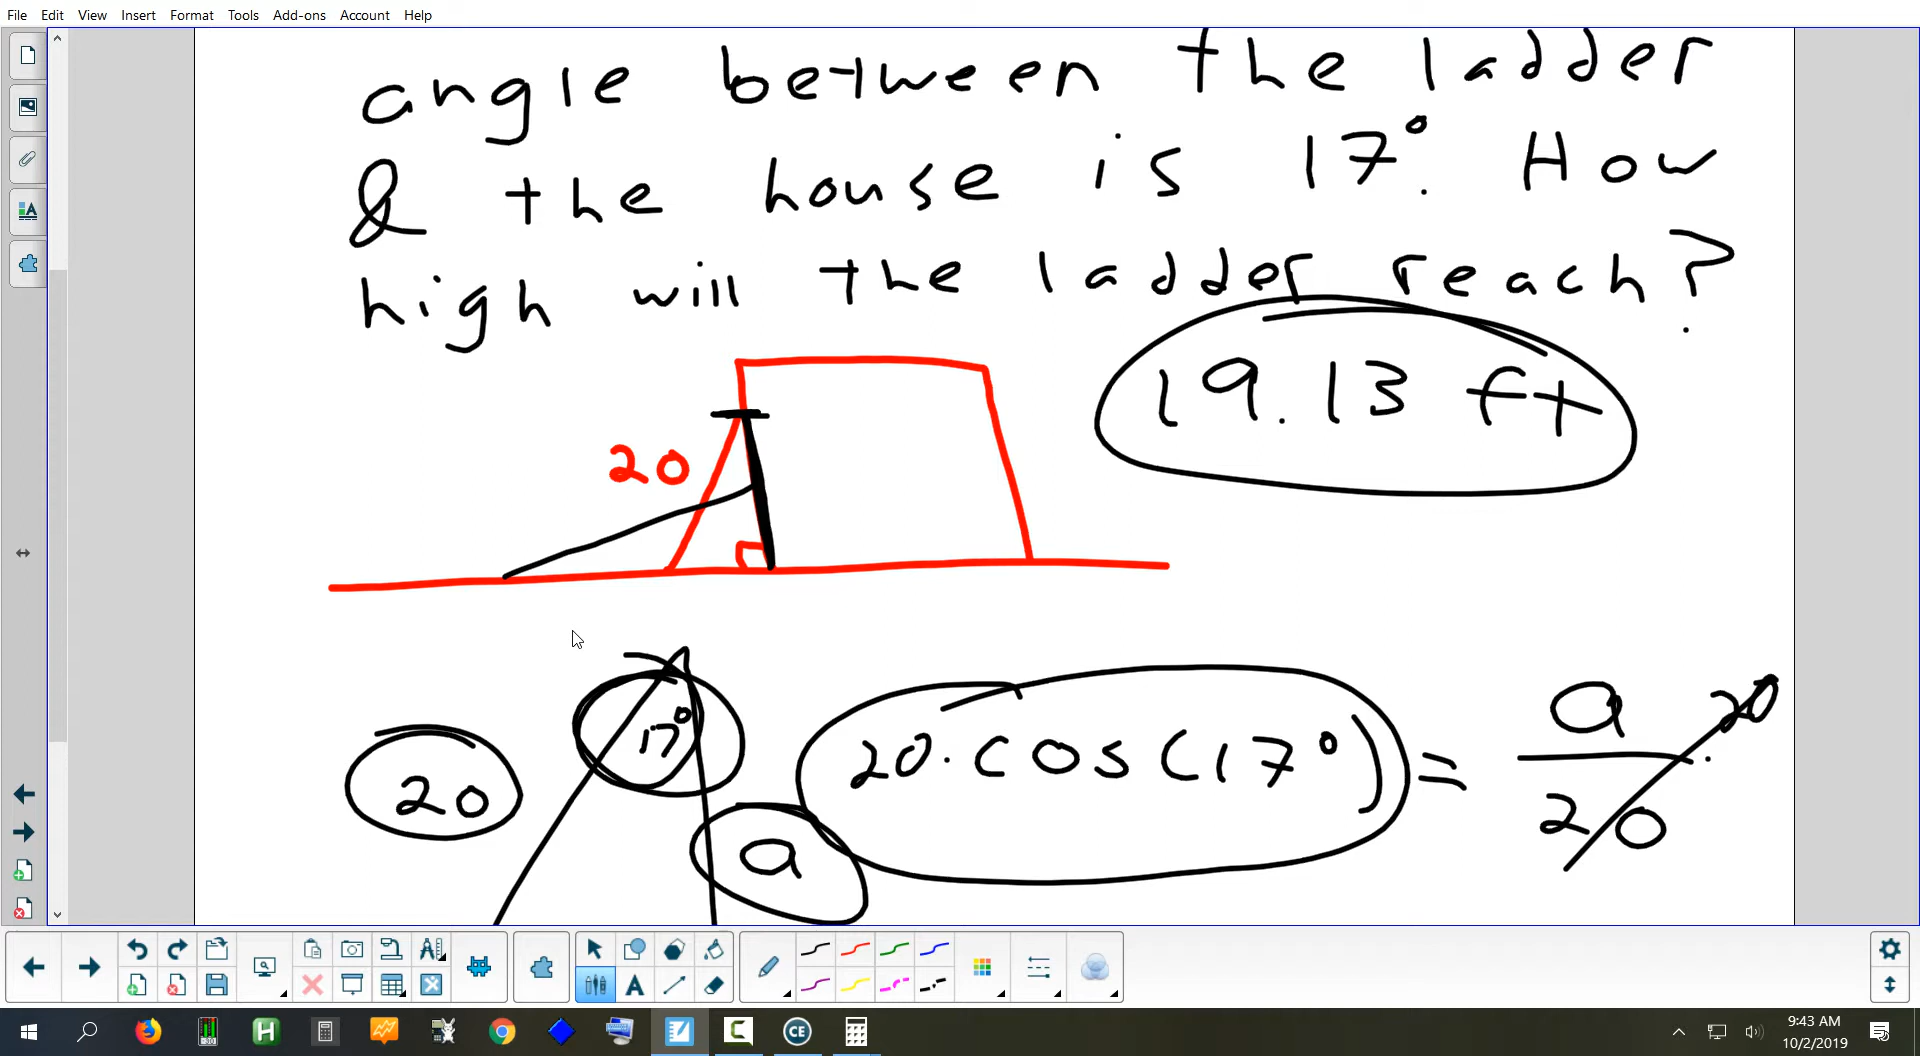 File Edit View Insert Format Tools Add-ons Account Help
angle between the ladder
& the house is 17°. How
high will the ladder reach?
19.13 ft
20
17°
20
20·cos(17°) = a/20 · 20
a
A
CE
9:43 AM
10/2/2019